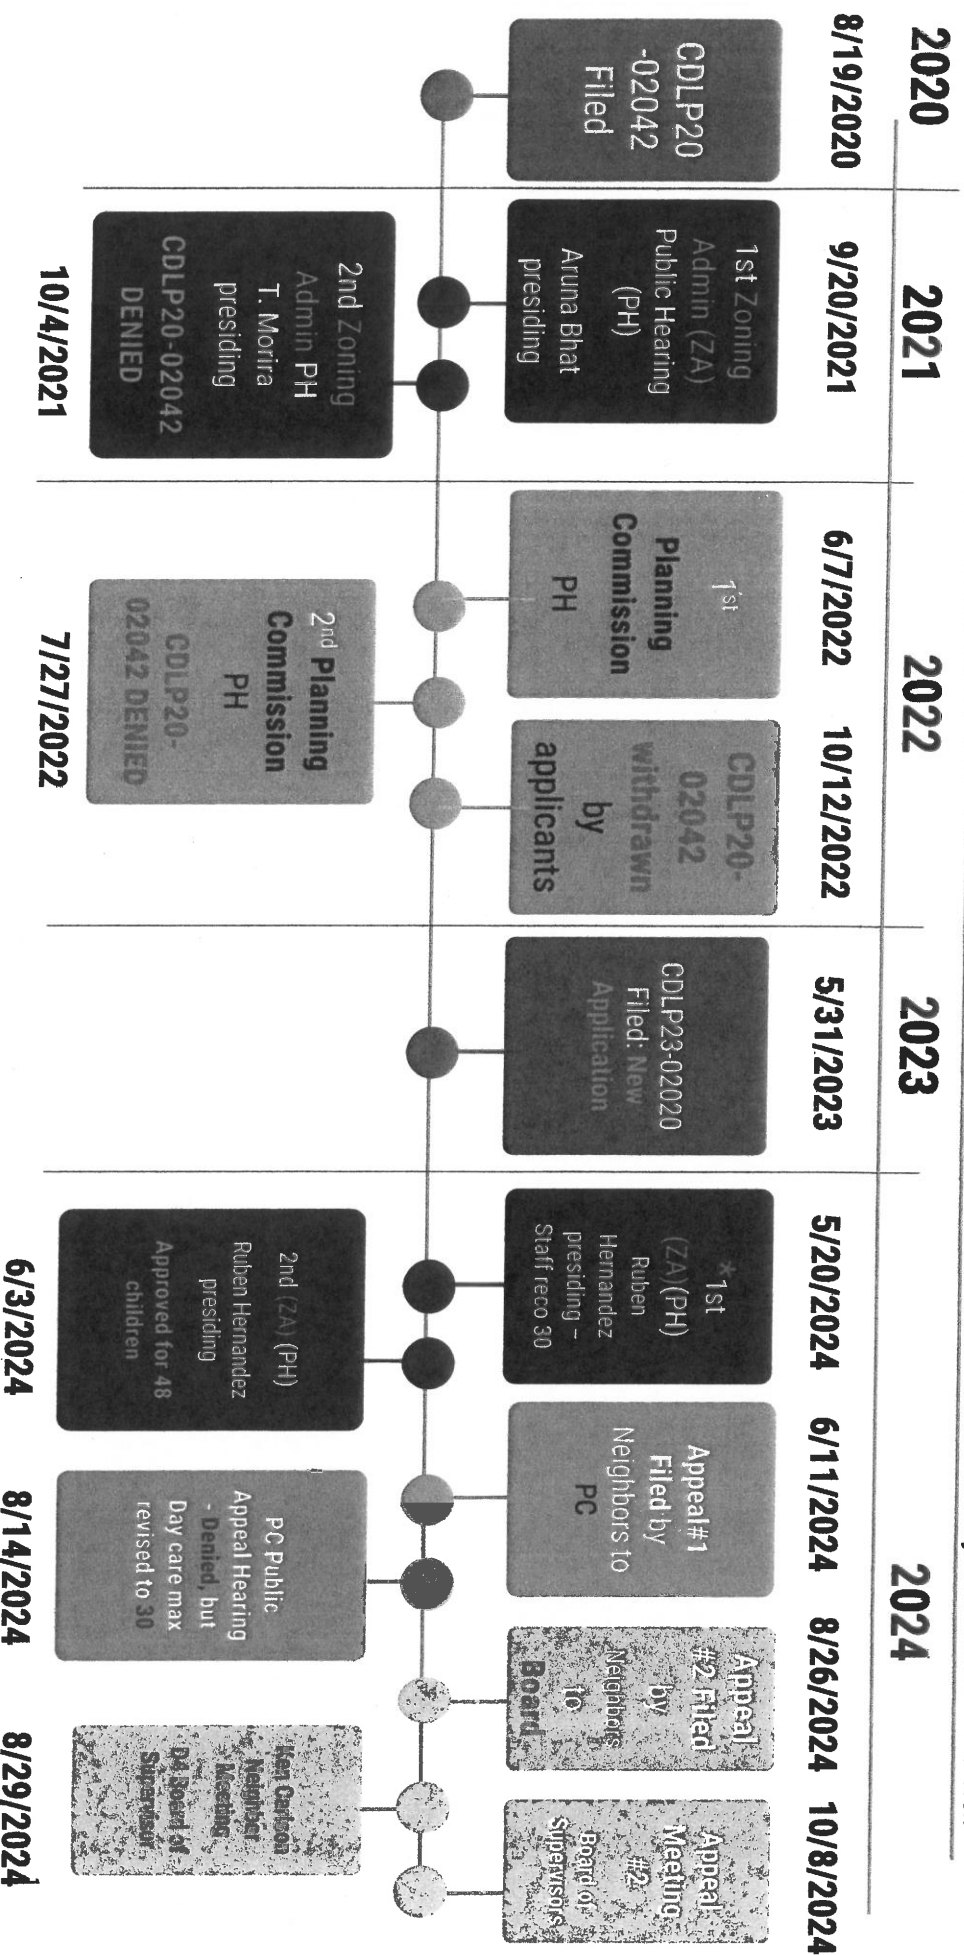 2020
2021
2022
2023
2024
8/19/2020
9/20/2021
6/7/2022
10/12/2022
5/31/2023
5/20/2024
6/11/2024
8/26/2024
10/8/2024
CDLP20
-02042
Filed
1st Zoning
Admin (ZA)
Public Hearing
(PH)
Aruna Bhat
presiding
1st
Planning
Commission
PH
CDLP20-
02042
withdrawn
by
applicants
CDLP23-02020
Filed: New
Application
*1st
(ZA)(PH)
Ruben
Hernandez
presiding –
Staff reco 30
Appeal#1
Filed by
Neighbors to
PC
Appeal
#2 Filed
by
Neighbors
to
Board
Appeal
Meeting
#2
Board of
Supervisors
2nd Zoning
Admin PH
T. Morira
presiding
CDLP20-02042
DENIED
2nd Planning
Commission
PH
CDLP20-
02042 DENIED
2nd (ZA) (PH)
Ruben Hernandez
presiding
Approved for 48
children
PC Public
Appeal Hearing
- Denied, but
Day care max
revised to 30
Ken Carlson
Neighbor
Meeting
D4 Board of
Supervisor
10/4/2021
7/27/2022
6/3/2024
8/14/2024
8/29/2024